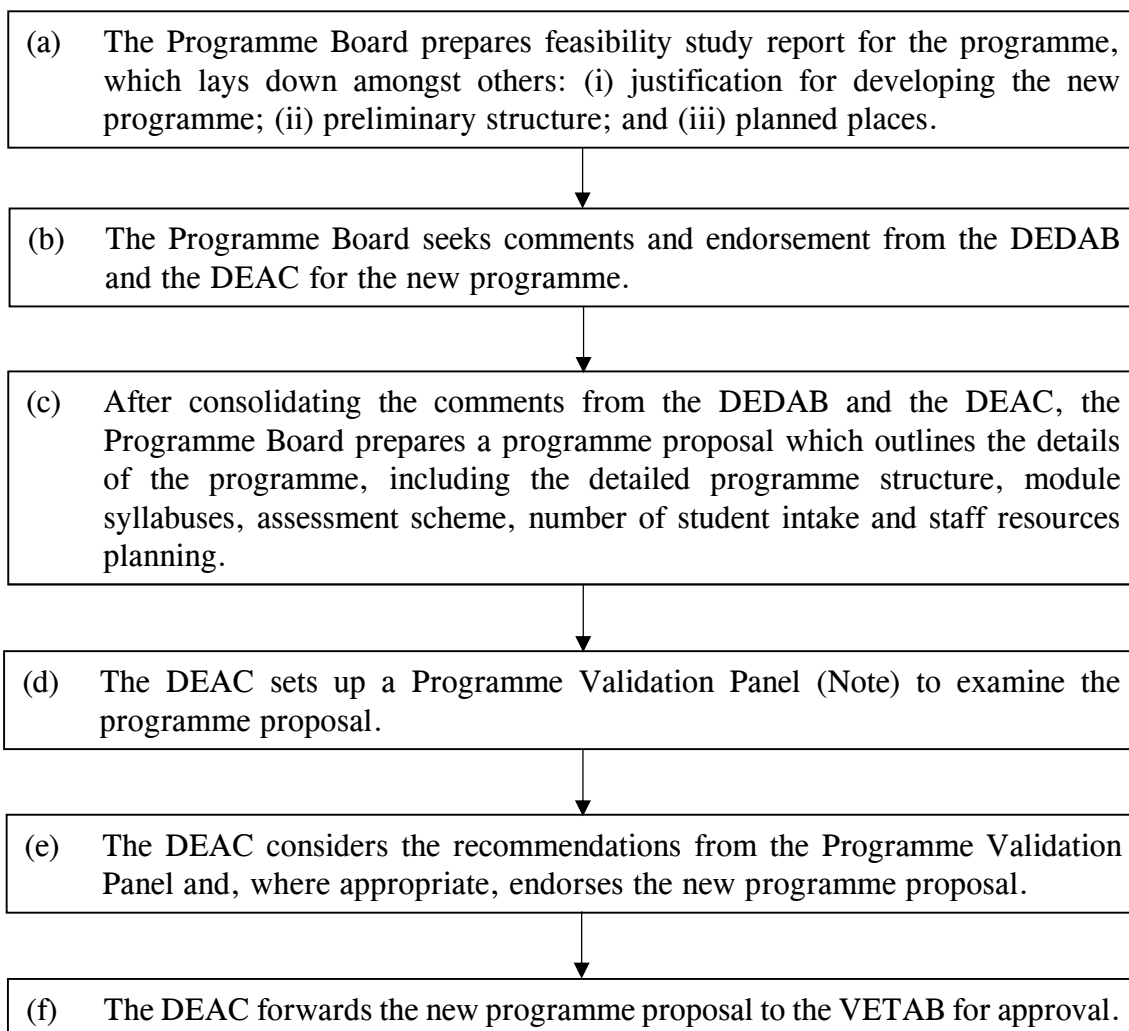 (a) The Programme Board prepares feasibility study report for the programme,
which lays down amongst others: (i) justification for developing the new
programme; (ii) preliminary structure; and (iii) planned places.
(b) The Programme Board seeks comments and endorsement from the DEDAB
and the DEAC for the new programme.
(c) After consolidating the comments from the DEDAB and the DEAC, the
Programme Board prepares a programme proposal which outlines the details
of the programme, including the detailed programme structure, module
syllabuses, assessment scheme, number of student intake and staff resources
planning.
(d) The DEAC sets up a Programme Validation Panel (Note) to examine the
programme proposal.
(e) The DEAC considers the recommendations from the Programme Validation
Panel and, where appropriate, endorses the new programme proposal.
(f) The DEAC forwards the new programme proposal to the VETAB for approval.